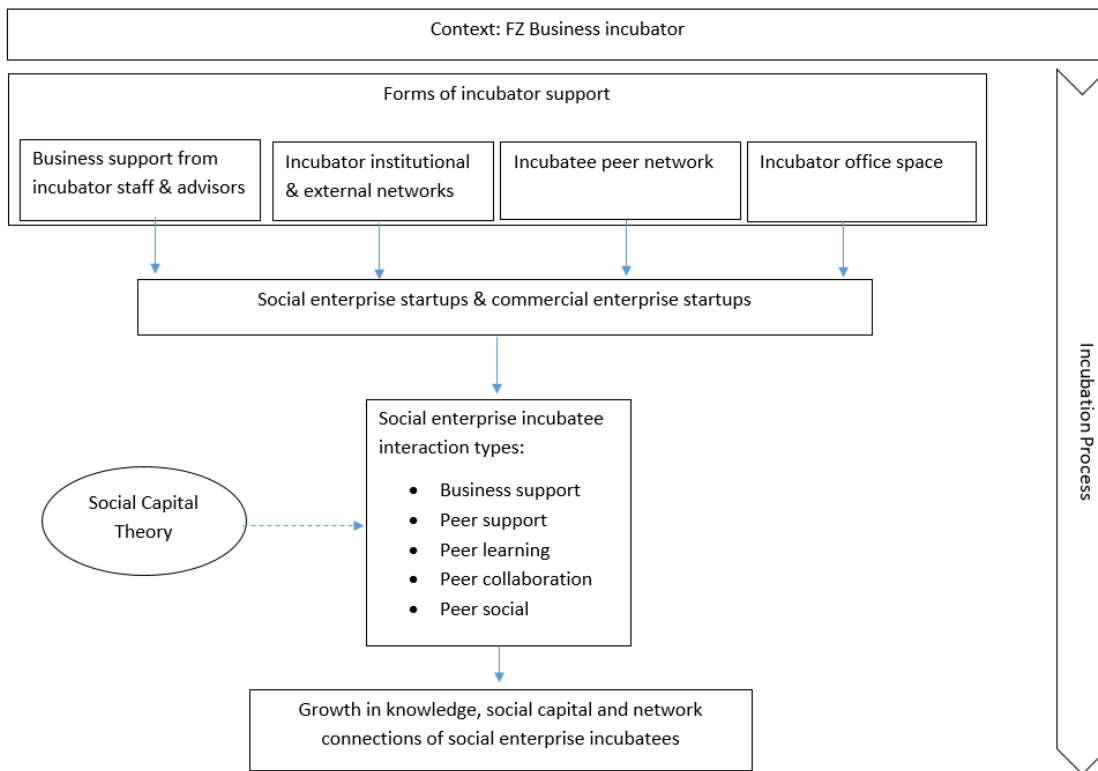 Context: FZ Business incubator
Forms of incubator support
Business support from
incubator staff & advisors
Incubator institutional
& external networks
Incubatee peer network
Incubator office space
Social enterprise startups & commercial enterprise startups
Social enterprise incubatee
interaction types:
• Business support
• Peer support
• Peer learning
• Peer collaboration
• Peer social
Social Capital
Theory
Growth in knowledge, social capital and network
connections of social enterprise incubatees
Incubation Process